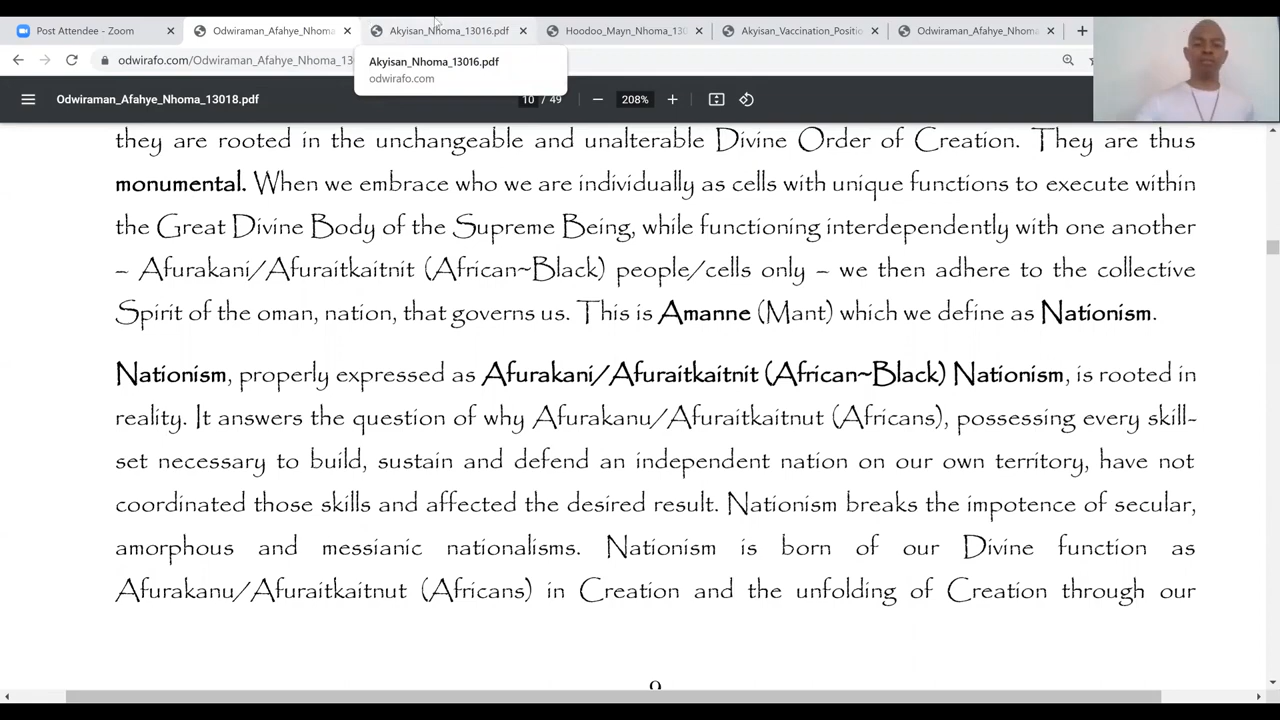 Post Attendee - Zoom
Odwiraman_Afahye_Nhoma_
Akyisan_Nhoma_13016.pdf
Hoodoo_Mayn_Nhoma_130
Akyisan_Vaccination_Positio
Odwiraman_Afahye_Nhoma_
odwirafo.com/Odwiraman_Afahye_Nhoma_13
Akyisan_Nhoma_13016.pdf
odwirafo.com
Odwiraman_Afahye_Nhoma_13018.pdf
10 / 49
208%
they are rooted in the unchangeable and unalterable Divine Order of Creation. They are thus
monumental. When we embrace who we are individually as cells with unique functions to execute within
the Great Divine Body of the Supreme Being, while functioning interdependently with one another
– Afurakani/Afuraitkaitnit (African~Black) people/cells only – we then adhere to the collective
Spirit of the oman, nation, that governs us. This is Amanne (Mant) which we define as Nationism.
Nationism, properly expressed as Afurakani/Afuraitkaitnit (African~Black) Nationism, is rooted in
reality. It answers the question of why Afurakanu/Afuraitkaitnut (Africans), possessing every skill-
set necessary to build, sustain and defend an independent nation on our own territory, have not
coordinated those skills and affected the desired result. Nationism breaks the impotence of secular,
amorphous and messianic nationalisms. Nationism is born of our Divine function as
Afurakanu/Afuraitkaitnut (Africans) in Creation and the unfolding of Creation through our
9